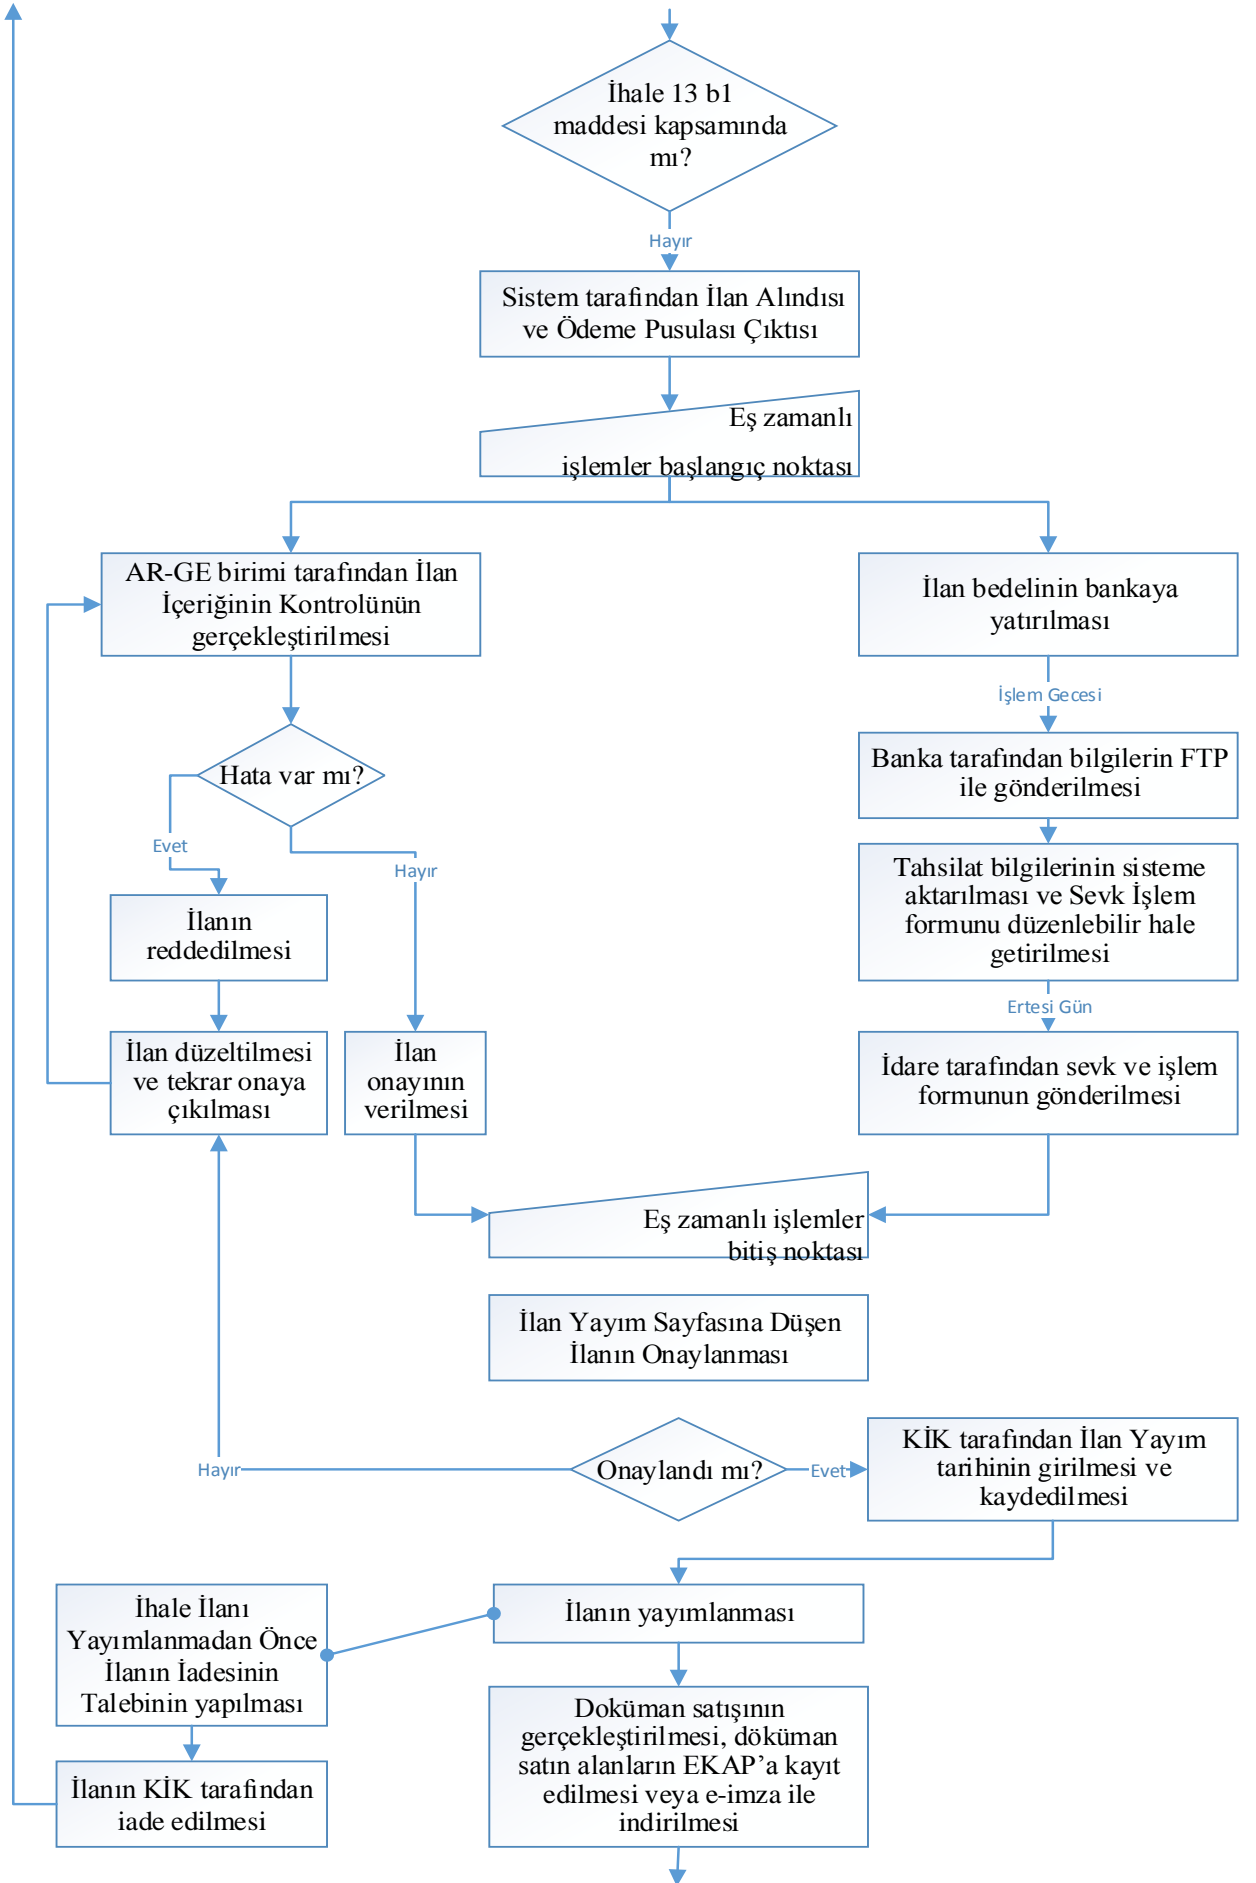 İhale 13 b1
maddesi kapsamında
mı?
Hayır
Sistem tarafından İlan Alındısı
ve Ödeme Pusulası Çıktısı
Eş zamanlı
işlemler başlangıç noktası
AR-GE birimi tarafından İlan
İçeriğinin Kontrolünün
gerçekleştirilmesi
İlan bedelinin bankaya
yatırılması
İşlem Gecesi
Hata var mı?
Banka tarafından bilgilerin FTP
ile gönderilmesi
Evet
Hayır
Tahsilat bilgilerinin sisteme
aktarılması ve Sevk İşlem
formunu düzenlebilir hale
getirilmesi
İlanın
reddedilmesi
Ertesi Gün
İlan düzeltilmesi
ve tekrar onaya
çıkılması
İlan
onayının
verilmesi
İdare tarafından sevk ve işlem
formunun gönderilmesi
Eş zamanlı işlemler
bitiş noktası
İlan Yayım Sayfasına Düşen
İlanın Onaylanması
Hayır
Onaylandı mı?
Evet
KİK tarafından İlan Yayım
tarihinin girilmesi ve
kaydedilmesi
İhale İlanı
Yayımlanmadan Önce
İlanın İadesinin
Talebinin yapılması
İlanın yayımlanması
İlanın KİK tarafından
iade edilmesi
Doküman satışının
gerçekleştirilmesi, döküman
satın alanların EKAP’a kayıt
edilmesi veya e-imza ile
indirilmesi